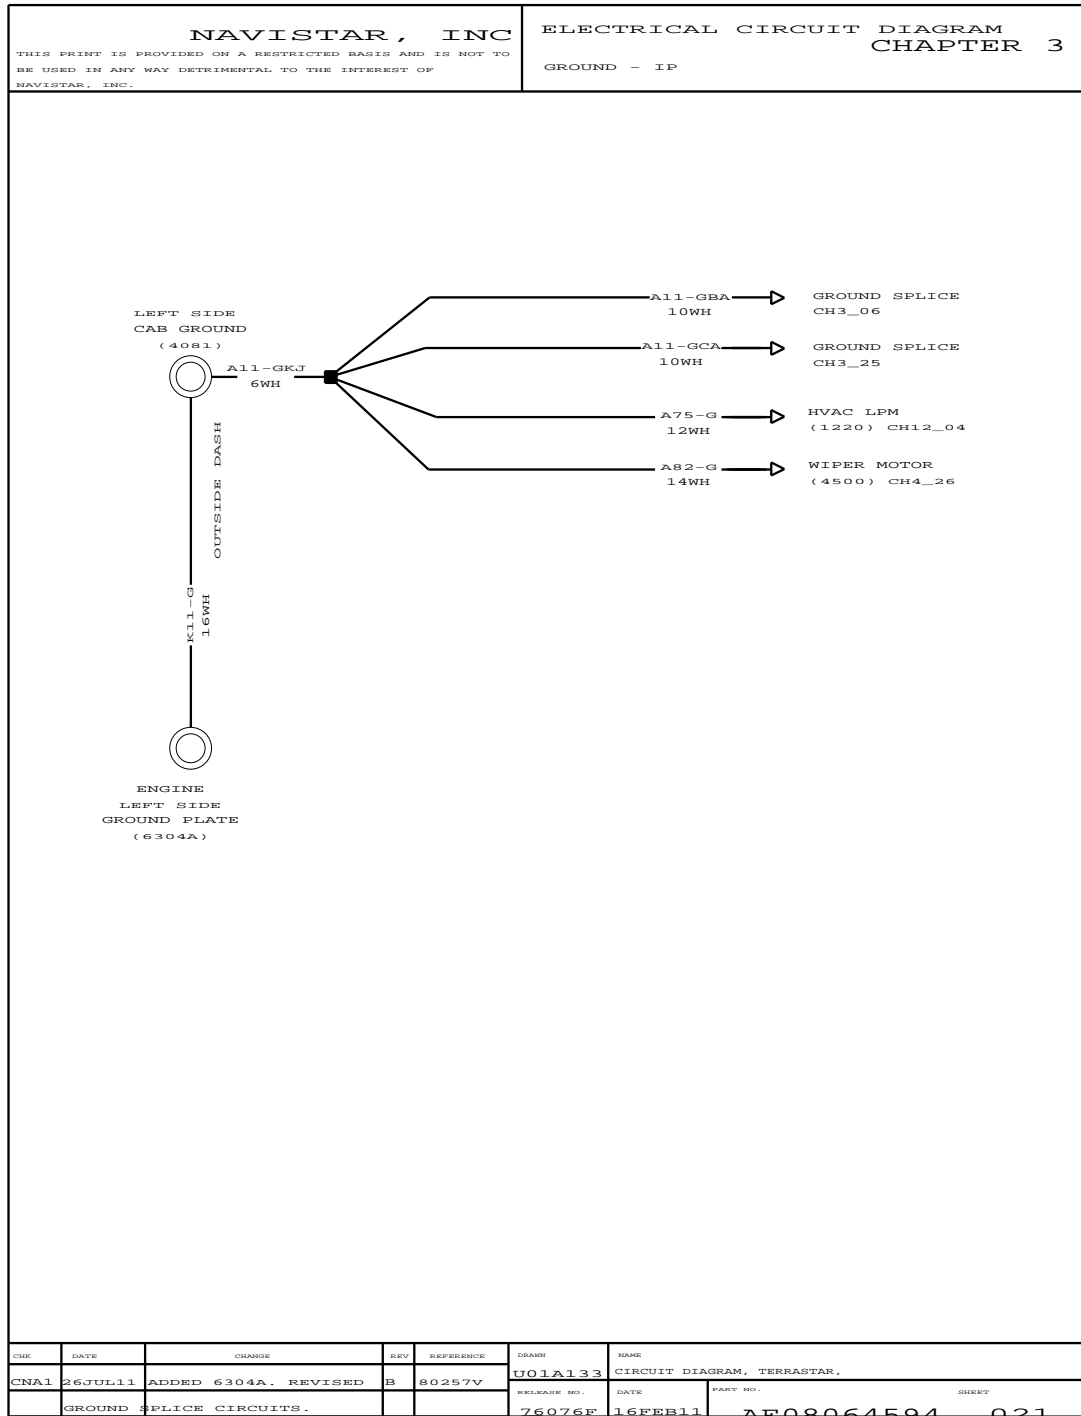 NAVISTAR, INC
THIS PRINT IS PROVIDED ON A RESTRICTED BASIS AND IS NOT TO
BE USED IN ANY WAY DETRIMENTAL TO THE INTEREST OF
NAVISTAR, INC.
ELECTRICAL CIRCUIT DIAGRAM
CHAPTER 3
GROUND - IP
LEFT SIDE
CAB GROUND
(4081)
A11-GKJ
6WH
A11-GBA
10WH
GROUND SPLICE
CH3_06
A11-GCA
10WH
GROUND SPLICE
CH3_25
A75-G
12WH
HVAC LPM
(1220) CH12_04
A82-G
14WH
WIPER MOTOR
(4500) CH4_26
OUTSIDE DASH
K11-G
16WH
ENGINE
LEFT SIDE
GROUND PLATE
(6304A)
CHK DATE CHANGE REV REFERENCE
CNA1 26JUL11 ADDED 6304A. REVISED B 80257V
GROUND SPLICE CIRCUITS.
DRAWN
U01A133
NAME
CIRCUIT DIAGRAM, TERRASTAR,
RELEASE NO.
76076F
DATE
16FEB11
PART NO.
AF08064594
SHEET
021